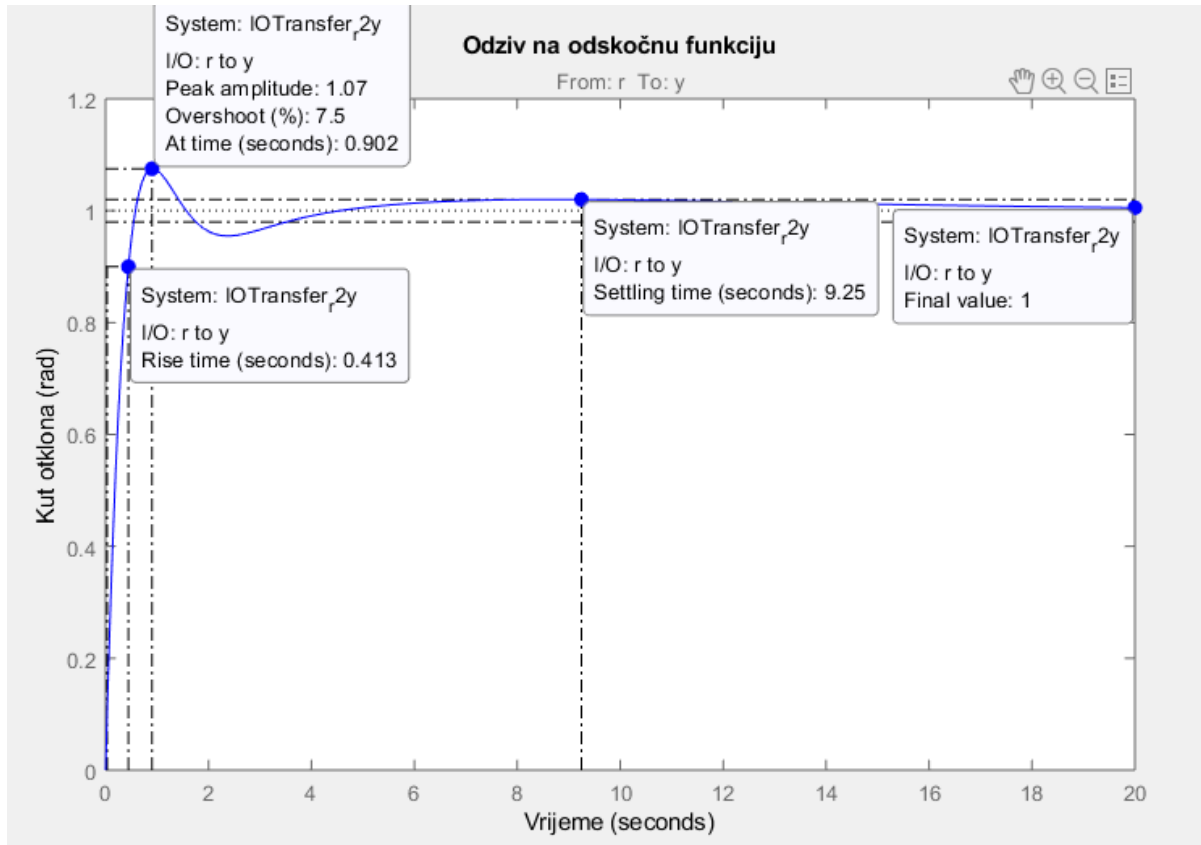 System: IOTransfer_r2y
I/O: r to y
Peak amplitude: 1.07
Overshoot (%): 7.5
At time (seconds): 0.902
Odziv na odskočnu funkciju
From: r To: y
System: IOTransfer_r2y
I/O: r to y
Rise time (seconds): 0.413
System: IOTransfer_r2y
I/O: r to y
Settling time (seconds): 9.25
System: IOTransfer_r2y
I/O: r to y
Final value: 1
Kut otklona (rad)
1.2
1
0.8
0.6
0.4
0.2
0
0 2 4 6 8 10 12 14 16 18 20
Vrijeme (seconds)